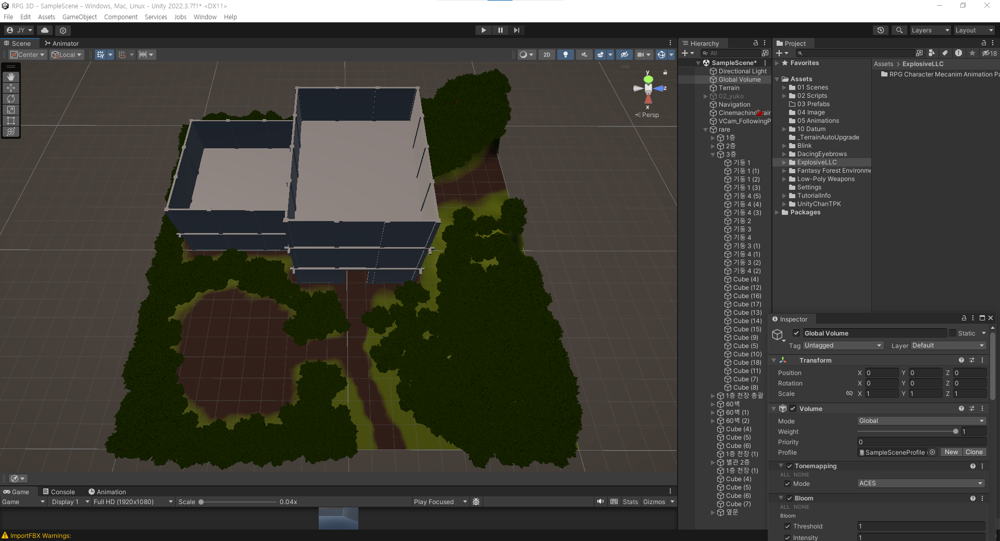 RPG 3D - SampleScene - Windows, Mac, Linux - Unity 2022.3.7f1* <DX11>
File Edit Assets GameObject Component Services Jobs Window Help
JY Layers Layout
Scene Animator
Center Local 2D
y
z
x
Persp
Hierarchy
All
SampleScene*
Directional Light
Global Volume
Terrain
02_yuko
Navigation
VCam_FollowingP
rare
1층
2층
3층
기둥 1
기둥 1 (1)
기둥 1 (2)
기둥 1 (3)
기둥 4 (5)
기둥 4 (4)
기둥 4 (3)
기둥 2
기둥 3
기둥 4
기둥 3 (1)
기둥 4 (1)
기둥 3 (2)
기둥 4 (2)
Cube (4)
Cube (12)
Cube (16)
Cube (17)
Cube (13)
Cube (14)
Cube (15)
Cube (9)
Cube (5)
Cube (10)
Cube (18)
Cube (11)
Cube (7)
Cube (8)
1층 천장 총괄
60벽
60벽 (1)
60벽 (2)
Cube (4)
Cube (5)
Cube (6)
1층 천장 (1)
별관 2층
1층 천장 (1)
Cube (4)
Cube (5)
Cube (6)
Cube (7)
옆문
Project
18
Favorites
Assets
01 Scenes
02 Scripts
03 Prefabs
04 Image
05 Animations
10 Datum
_TerrainAutoUpgrade
Blink
DacingEyebrows
ExplosiveLLC
Fantasy Forest Environme
Low-Poly Weapons
Settings
TutorialInfo
UnityChanTPK
Packages
Assets > ExplosiveLLC
RPG Character Mecanim Animation Pa
Inspector
Global Volume Static
Tag Untagged Layer Default
Transform
Position X 0 Y 0 Z 0
Rotation X 0 Y 0 Z 0
Scale X 1 Y 1 Z 1
Volume
Mode Global
Weight 1
Priority 0
Profile SampleSceneProfile New Clone
Tonemapping
ALL NONE
Mode ACES
Bloom
ALL NONE
Bloom
Threshold 1
Intensity 1
Game Console Animation
Game Display 1 Full HD (1920x1080) Scale 0.04x Play Focused Stats Gizmos
ImportFBX Warnings: